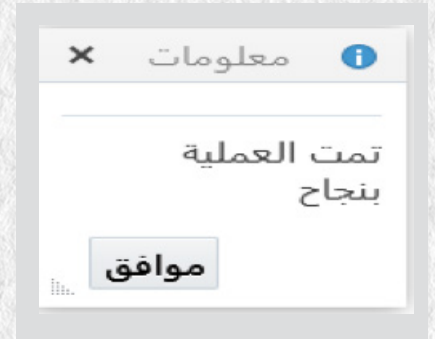 معلومات
تمت العملية
بنجاح
موافق